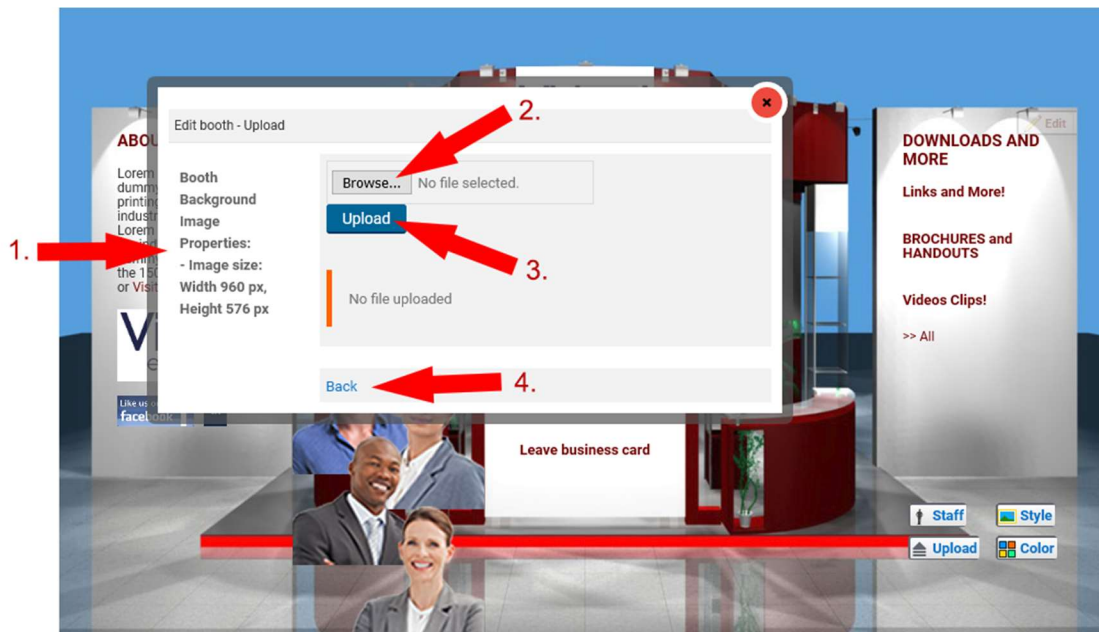 Edit booth - Upload
2.
Booth
Background
Image
Properties:
- Image size:
Width 960 px,
Height 576 px
1.
Browse... No file selected.
Upload
3.
No file uploaded
Back
4.
ABOU
Lorem
dummy
printing
industr
Lorem
the 150
or Visit
Vi
e
Like us o
facebook
Leave business card
Edit
DOWNLOADS AND
MORE
Links and More!
BROCHURES and
HANDOUTS
Videos Clips!
>> All
Staff
Style
Upload
Color